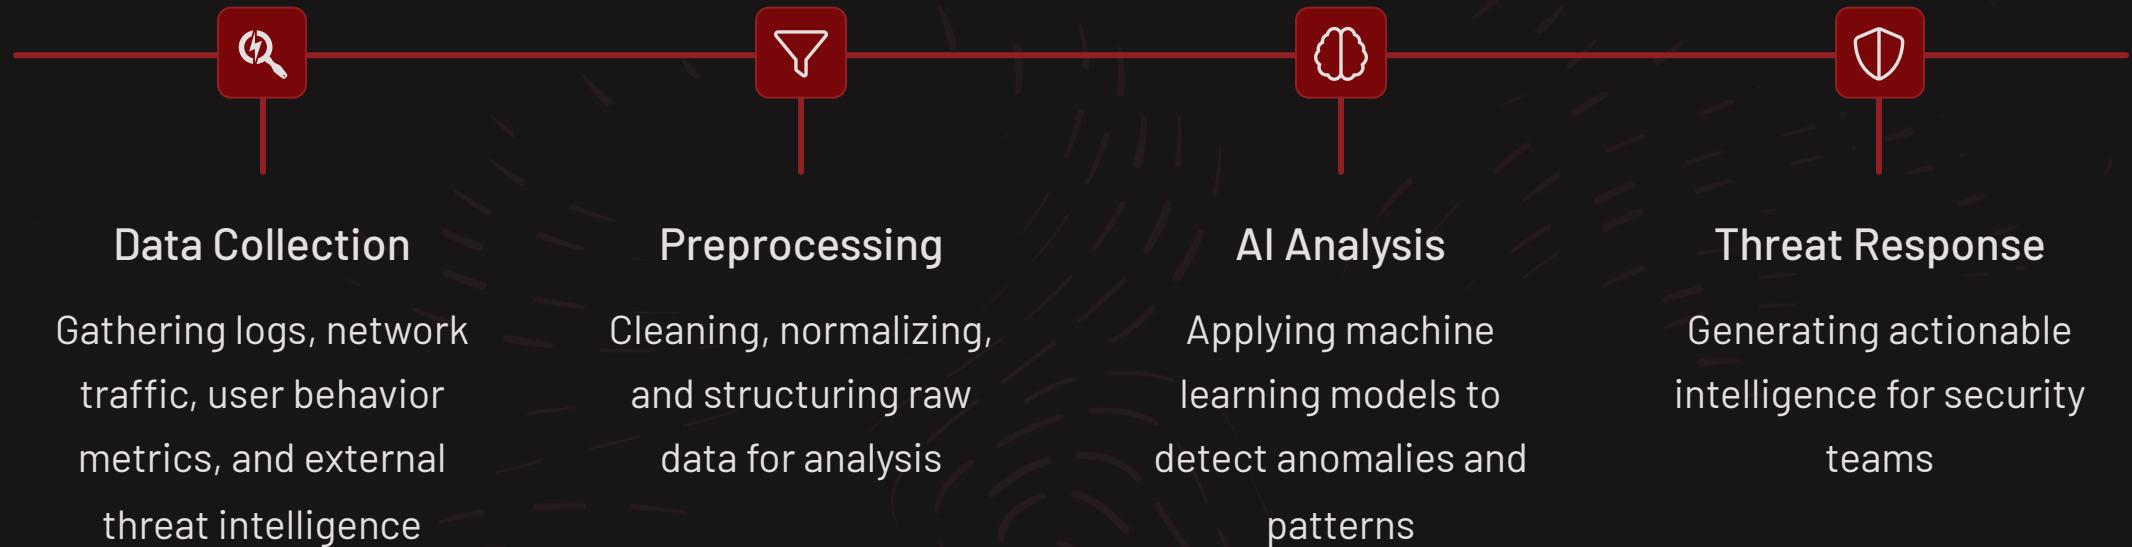 Data Collection
Gathering logs, network
traffic, user behavior
metrics, and external
threat intelligence
Preprocessing
Cleaning, normalizing,
and structuring raw
data for analysis
AI Analysis
Applying machine
learning models to
detect anomalies and
patterns
Threat Response
Generating actionable
intelligence for security
teams